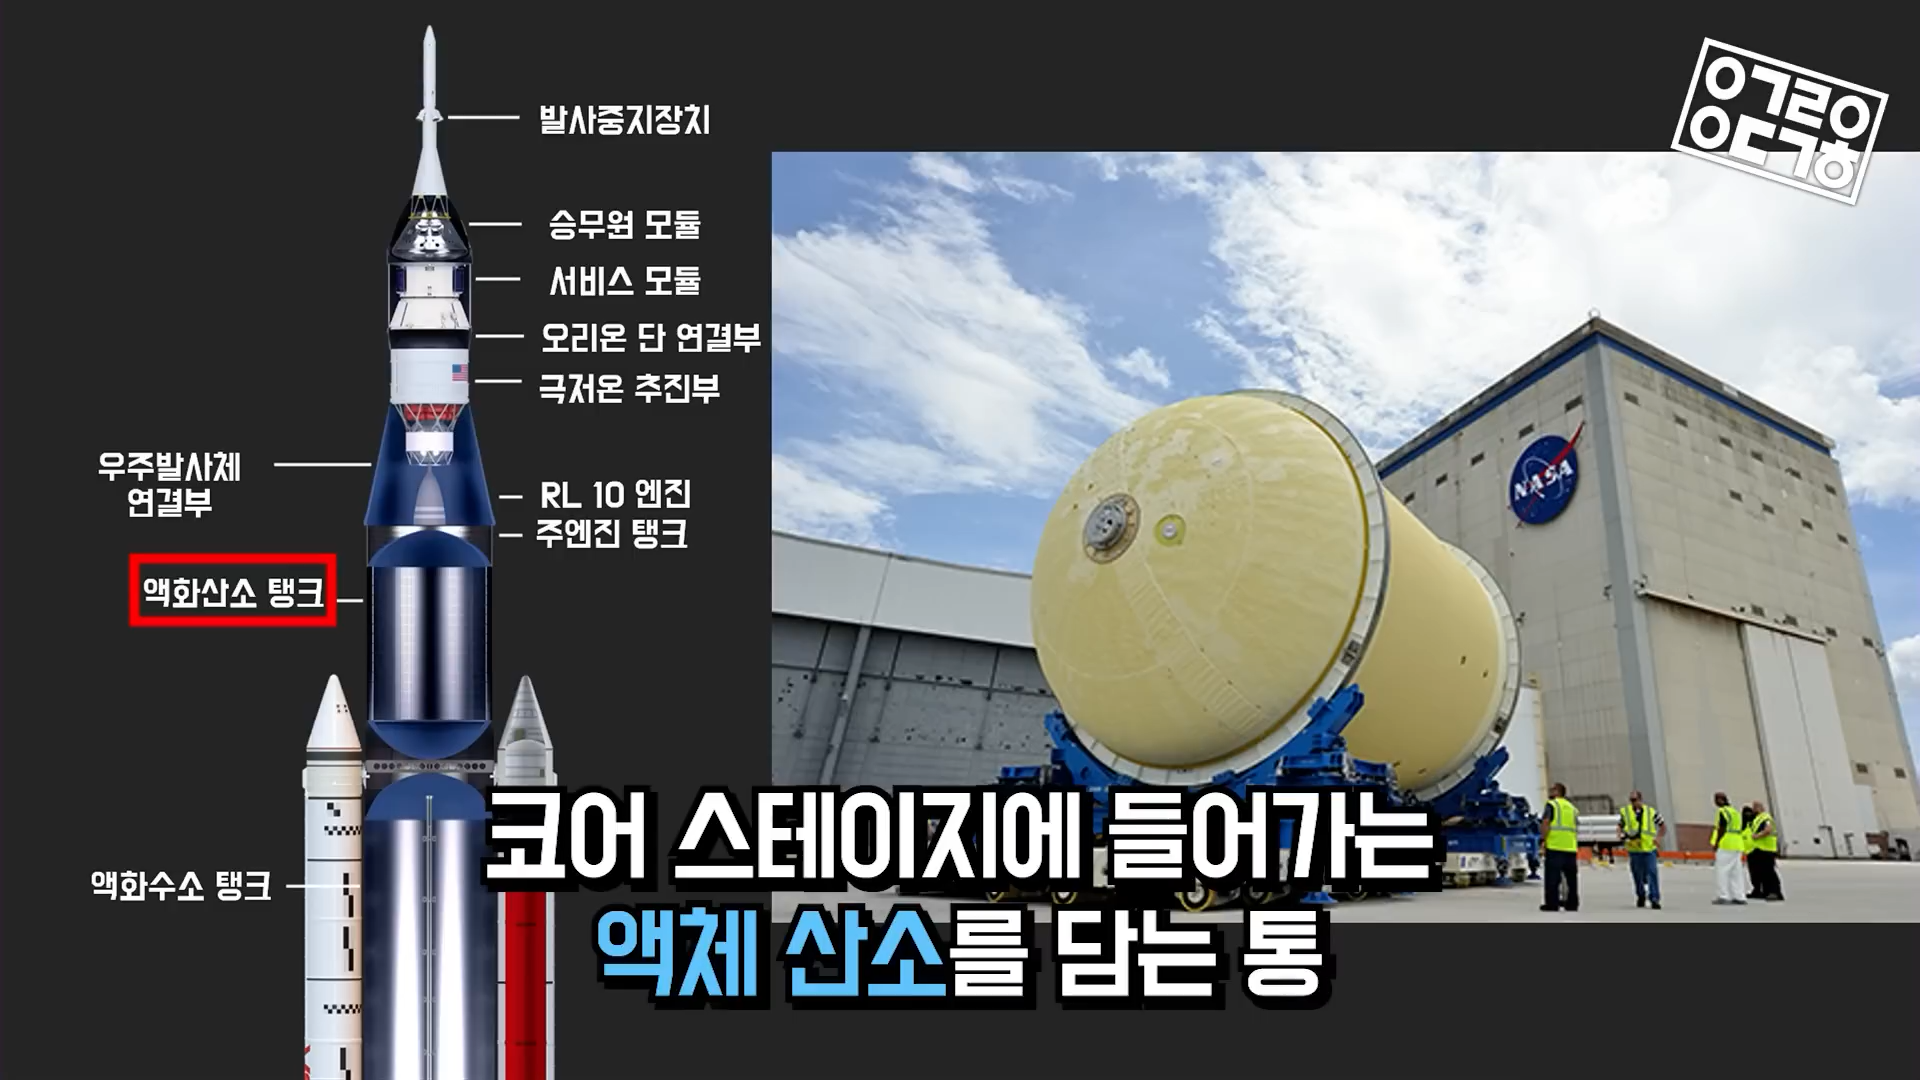 발사중지장치
승무원 모듈
서비스 모듈
오리온 단 연결부
극저온 추진부
우주발사체
연결부
RL 10 엔진
주엔진 탱크
액화산소 탱크
액화수소 탱크
NASA
코어 스테이지에 들어가는
액체 산소를 담는 통